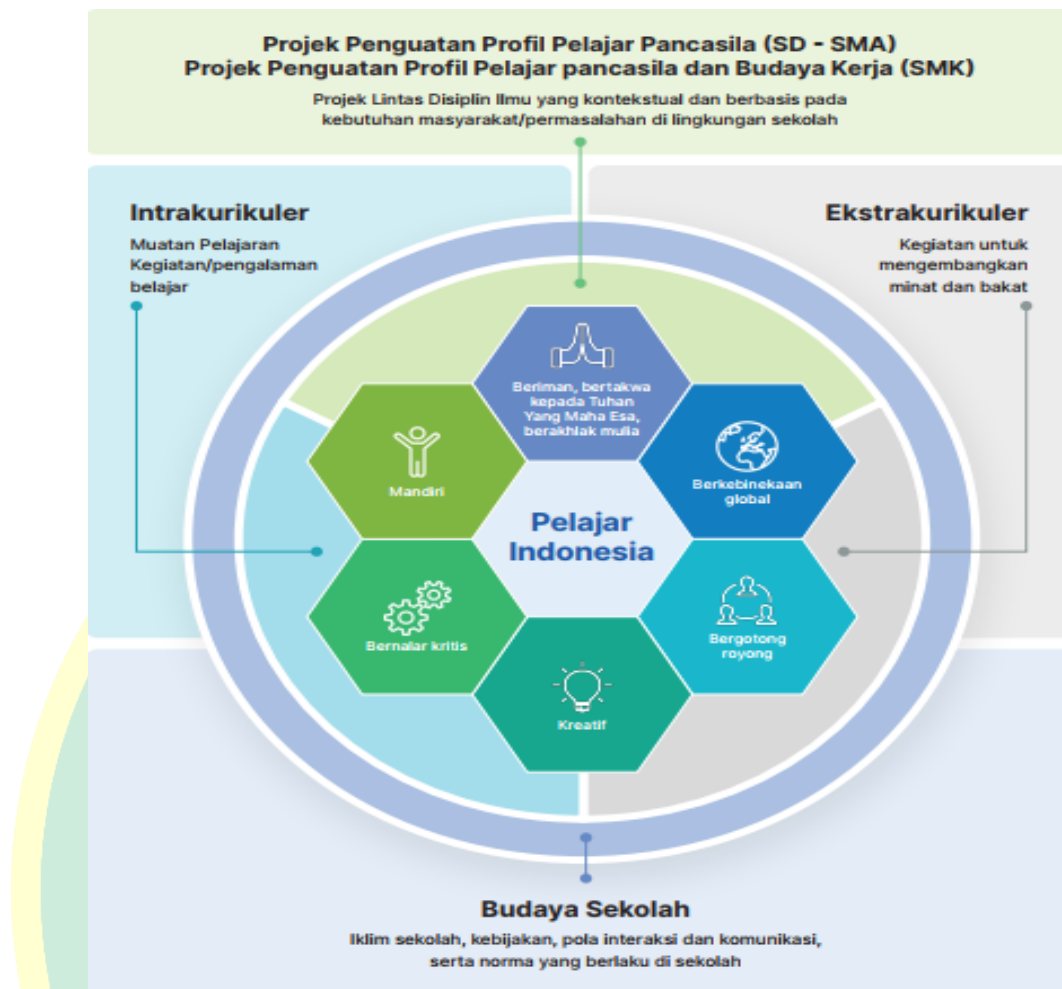 Projek Penguatan Profil Pelajar Pancasila (SD - SMA)
Projek Penguatan Profil Pelajar pancasila dan Budaya Kerja (SMK)
Projek Lintas Disiplin Ilmu yang kontekstual dan berbasis pada
kebutuhan masyarakat/permasalahan di lingkungan sekolah
Intrakurikuler
Muatan Pelajaran
Kegiatan/pengalaman
belajar
Ekstrakurikuler
Kegiatan untuk
mengembangkan
minat dan bakat
Beriman, bertakwa
kepada Tuhan
Yang Maha Esa,
berakhlak mulia
Mandiri
Berkebinekaan
global
Pelajar
Indonesia
Bernalar kritis
Bergotong
royong
Kreatif
Budaya Sekolah
Iklim sekolah, kebijakan, pola interaksi dan komunikasi,
serta norma yang berlaku di sekolah